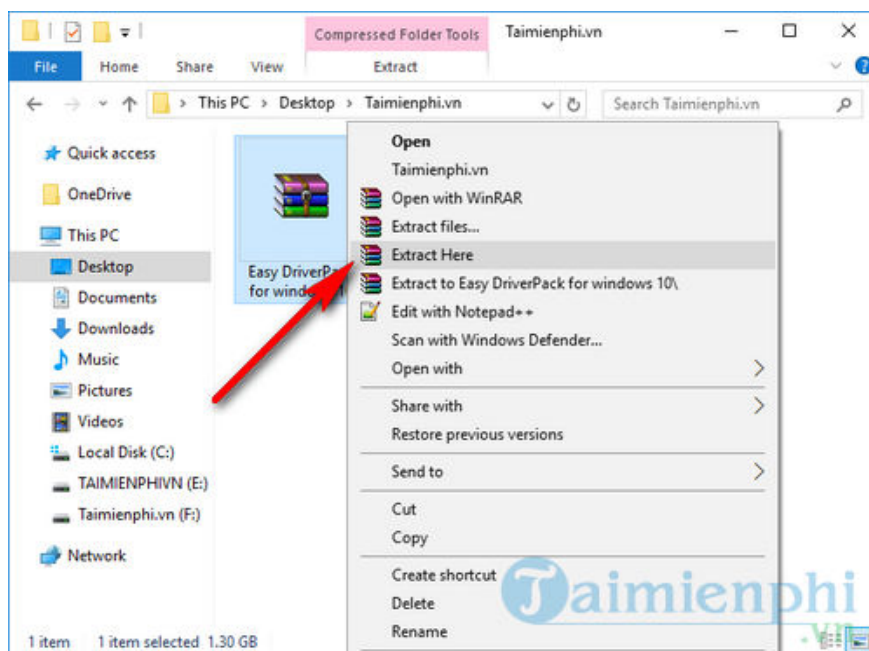 Compressed Folder Tools
Taimienphi.vn
File
Home
Share
View
Extract
This PC > Desktop > Taimienphi.vn
Search Taimienphi.vn
Quick access
OneDrive
This PC
Desktop
Documents
Downloads
Music
Pictures
Videos
Local Disk (C:)
TAIMIENPHIVN (E:)
Taimienphi.vn (F:)
Network
Easy DriverPa
for wind
Open
Taimienphi.vn
Open with WinRAR
Extract files...
Extract Here
Extract to Easy DriverPack for windows 10\
Edit with Notepad++
Scan with Windows Defender...
Open with
Share with
Restore previous versions
Send to
Cut
Copy
Create shortcut
Delete
Rename
Taimienphi
.vn
1 item
1 item selected 1.30 GB